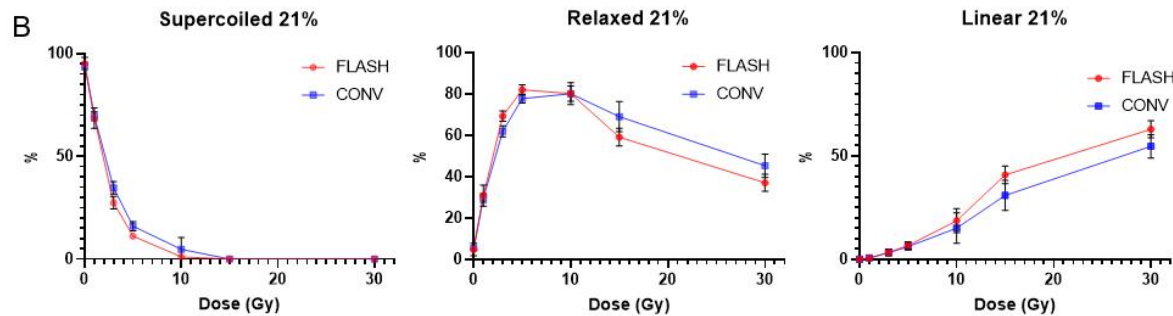 B
Supercoiled 21%
100
50
0
%
FLASH
CONV
0 10 20 30
Dose (Gy)
Relaxed 21%
100
80
60
40
20
0
%
FLASH
CONV
0 10 20 30
Dose (Gy)
Linear 21%
100
50
0
%
FLASH
CONV
0 10 20 30
Dose (Gy)